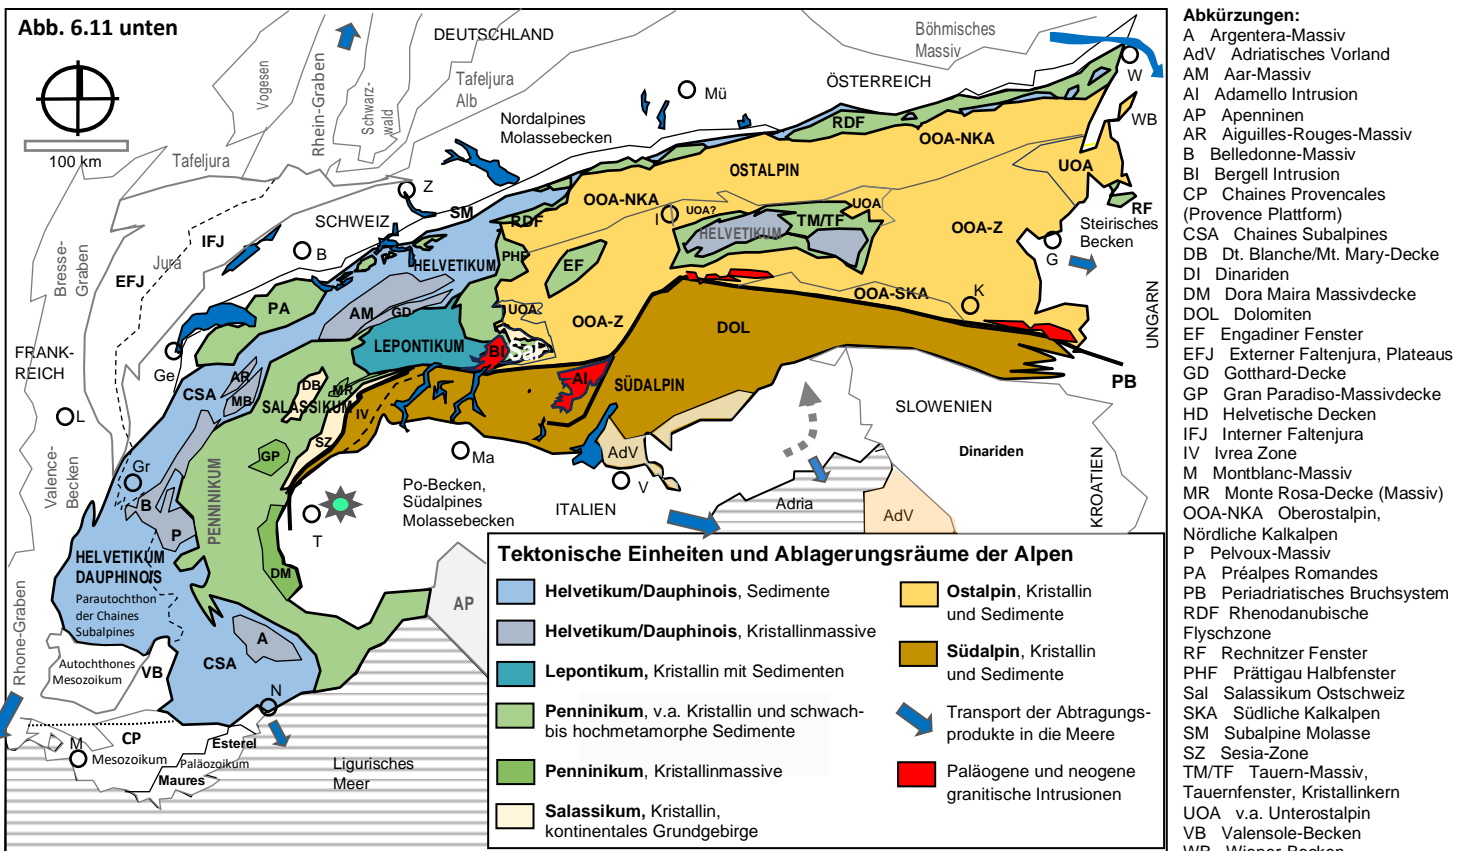 Abb. 6.11 unten
100 km
Vogesen
Rhein-Graben
Schwarz-
wald
Tafeljura
DEUTSCHLAND
Tafeljura
Alb
Nordalpines
Molassebecken
Mü
ÖSTERREICH
Böhmisches
Massiv
W
WB
RDF
OOA-NKA
OSTALPIN
UOA
RF
Steirisches
Becken
G
UNGARN
Z
SM
SCHWEIZ
B
IFJ
EFJ
Jura
Bresse-
Graben
RDF
OOA-NKA
I
UOA?
UOA
TM/TF
HELVETIKUM
OOA-Z
PHF
EF
HELVETIKUM
PA
AM
GD
UOA
OOA-Z
OOA-SKA
K
PB
FRANK-
REICH
Ge
LEPONTIKUM
BI
Sal
DOL
SÜDALPIN
AI
CSA
AR
MB
DB
MR
SALASSIKUM
IV
SZ
GP
L
Valence-
Becken
Gr
B
P
PENNINIKUM
Ma
Po-Becken,
Südalpines
Molassebecken
T
ITALIEN
V
AdV
SLOWENIEN
Dinariden
Adria
AdV
KROATIEN
HELVETIKUM
DAUPHINOIS
Parautochthon
der Chaines
Subalpines
DM
AP
A
CSA
Autochthones
Mesozoikum
VB
Rhone-Graben
N
CP
M
Mesozoikum
Esterel
Paläozoikum
Maures
Ligurisches
Meer
Tektonische Einheiten und Ablagerungsräume der Alpen
Helvetikum/Dauphinois, Sedimente
Helvetikum/Dauphinois, Kristallinmassive
Lepontikum, Kristallin mit Sedimenten
Penninikum, v.a. Kristallin und schwach-
bis hochmetamorphe Sedimente
Penninikum, Kristallinmassive
Salassikum, Kristallin,
kontinentales Grundgebirge
Ostalpin, Kristallin
und Sedimente
Südalpin, Kristallin
und Sedimente
Transport der Abtragungs-
produkte in die Meere
Paläogene und neogene
granitische Intrusionen
Abkürzungen:
A Argentera-Massiv
AdV Adriatisches Vorland
AM Aar-Massiv
AI Adamello Intrusion
AP Apenninen
AR Aiguilles-Rouges-Massiv
B Belledonne-Massiv
BI Bergell Intrusion
CP Chaines Provencales
(Provence Plattform)
CSA Chaines Subalpines
DB Dt. Blanche/Mt. Mary-Decke
DI Dinariden
DM Dora Maira Massivdecke
DOL Dolomiten
EF Engadiner Fenster
EFJ Externer Faltenjura, Plateaus
GD Gotthard-Decke
GP Gran Paradiso-Massivdecke
HD Helvetische Decken
IFJ Interner Faltenjura
IV Ivrea Zone
M Montblanc-Massiv
MR Monte Rosa-Decke (Massiv)
OOA-NKA Oberostalpin,
Nördliche Kalkalpen
P Pelvoux-Massiv
PA Préalpes Romandes
PB Periadriatisches Bruchsystem
RDF Rhenodanubische
Flyschzone
RF Rechnitzer Fenster
PHF Prättigau Halbfenster
Sal Salassikum Ostschweiz
SKA Südliche Kalkalpen
SM Subalpine Molasse
SZ Sesia-Zone
TM/TF Tauern-Massiv,
Tauernfenster, Kristallinkern
UOA v.a. Unterostalpin
VB Valensole-Becken
WB Wiener Becken